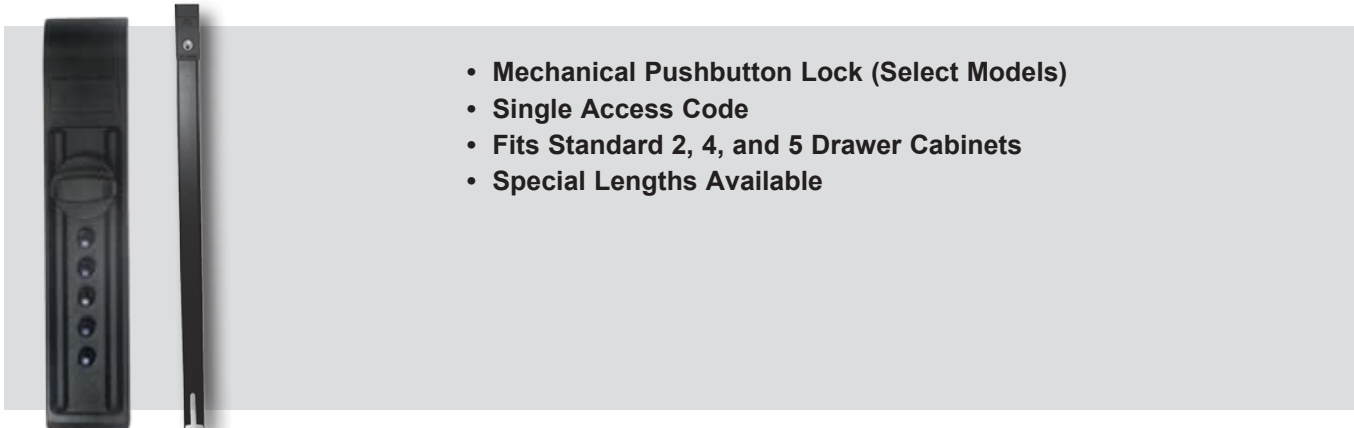 • Mechanical Pushbutton Lock (Select Models)
• Single Access Code
• Fits Standard 2, 4, and 5 Drawer Cabinets
• Special Lengths Available